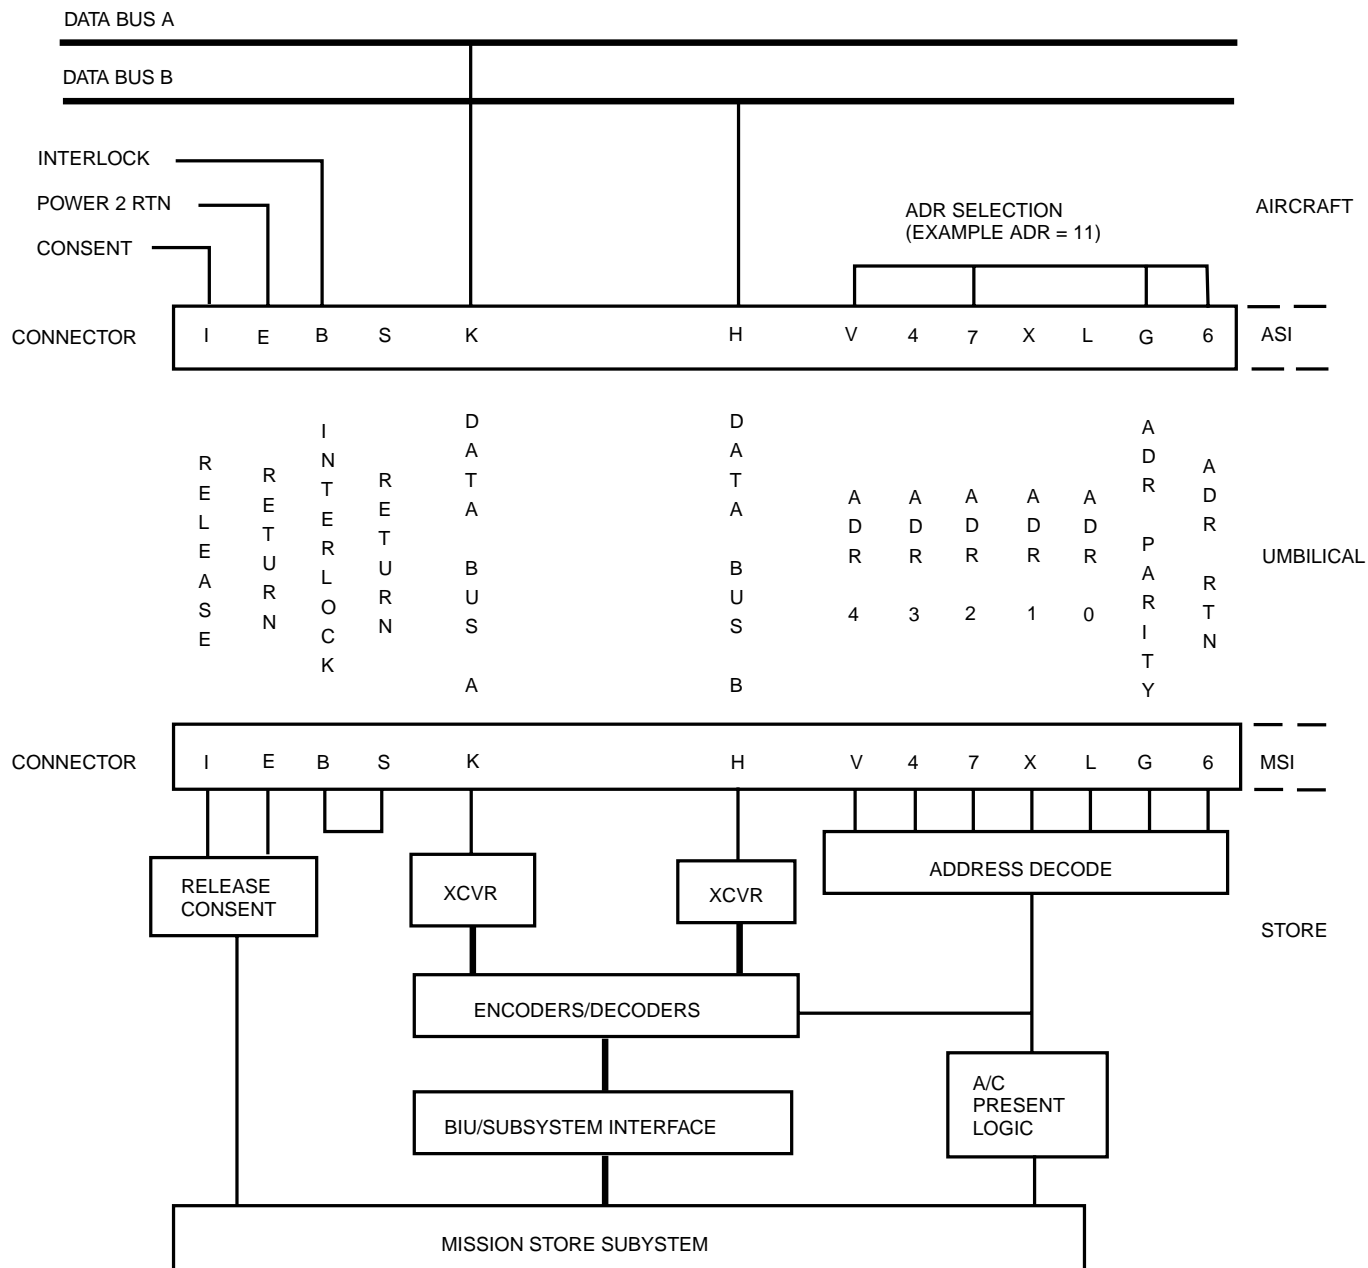 DATA BUS A
DATA BUS B
INTERLOCK
POWER 2 RTN
CONSENT
ADR SELECTION
(EXAMPLE ADR = 11)
AIRCRAFT
CONNECTOR
I E B S K H V 4 7 X L G 6
ASI
RELEASE
RETURN
INTERLOCK
RETURN
DATA BUS A
DATA BUS B
ADR 4
ADR 3
ADR 2
ADR 1
ADR 0
ADR PARITY
ADR RTN
UMBILICAL
CONNECTOR
I E B S K H V 4 7 X L G 6
MSI
RELEASE
CONSENT
XCVR
XCVR
ADDRESS DECODE
STORE
ENCODERS/DECODERS
A/C
PRESENT
LOGIC
BIU/SUBSYSTEM INTERFACE
MISSION STORE SUBYSTEM